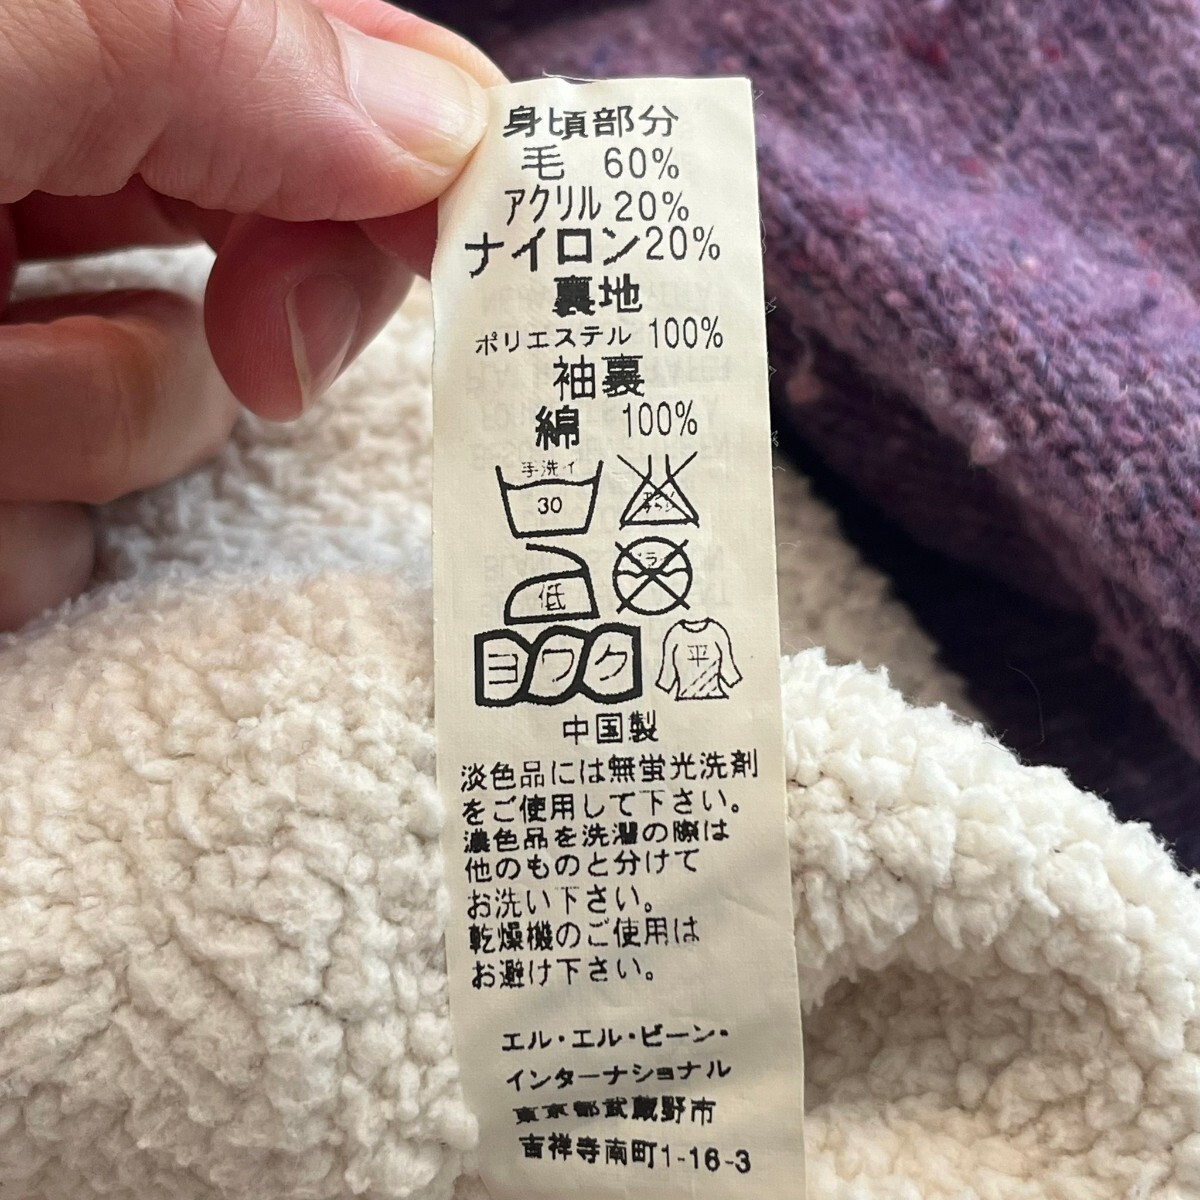 身頃部分
毛 60%
アクリル 20%
ナイロン20%
裏地
ポリエステル 100%
袖裏
綿 100%
手洗イ
30
低
ヨワク
平
中国製
淡色品には無蛍光洗剤
をご使用して下さい。
濃色品を洗濯の際は
他のものと分けて
お洗い下さい。
乾燥機のご使用は
お避け下さい。
エル・エル・ビーン・
インターナショナル
東京都武蔵野市
吉祥寺南町1-16-3